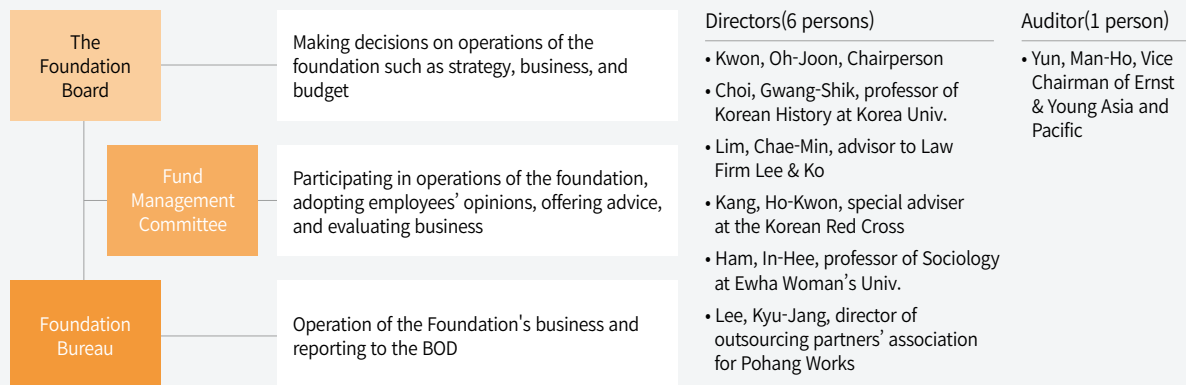 The
Foundation
Board
Making decisions on operations of the
foundation such as strategy, business, and
budget
Fund
Management
Committee
Participating in operations of the foundation,
adopting employees’ opinions, offering advice,
and evaluating business
Foundation
Bureau
Operation of the Foundation's business and
reporting to the BOD
Directors(6 persons)
• Kwon, Oh-Joon, Chairperson
• Choi, Gwang-Shik, professor of
Korean History at Korea Univ.
• Lim, Chae-Min, advisor to Law
Firm Lee & Ko
• Kang, Ho-Kwon, special adviser
at the Korean Red Cross
• Ham, In-Hee, professor of Sociology
at Ewha Woman’s Univ.
• Lee, Kyu-Jang, director of
outsourcing partners’ association
for Pohang Works
Auditor(1 person)
• Yun, Man-Ho, Vice
Chairman of Ernst
& Young Asia and
Pacific